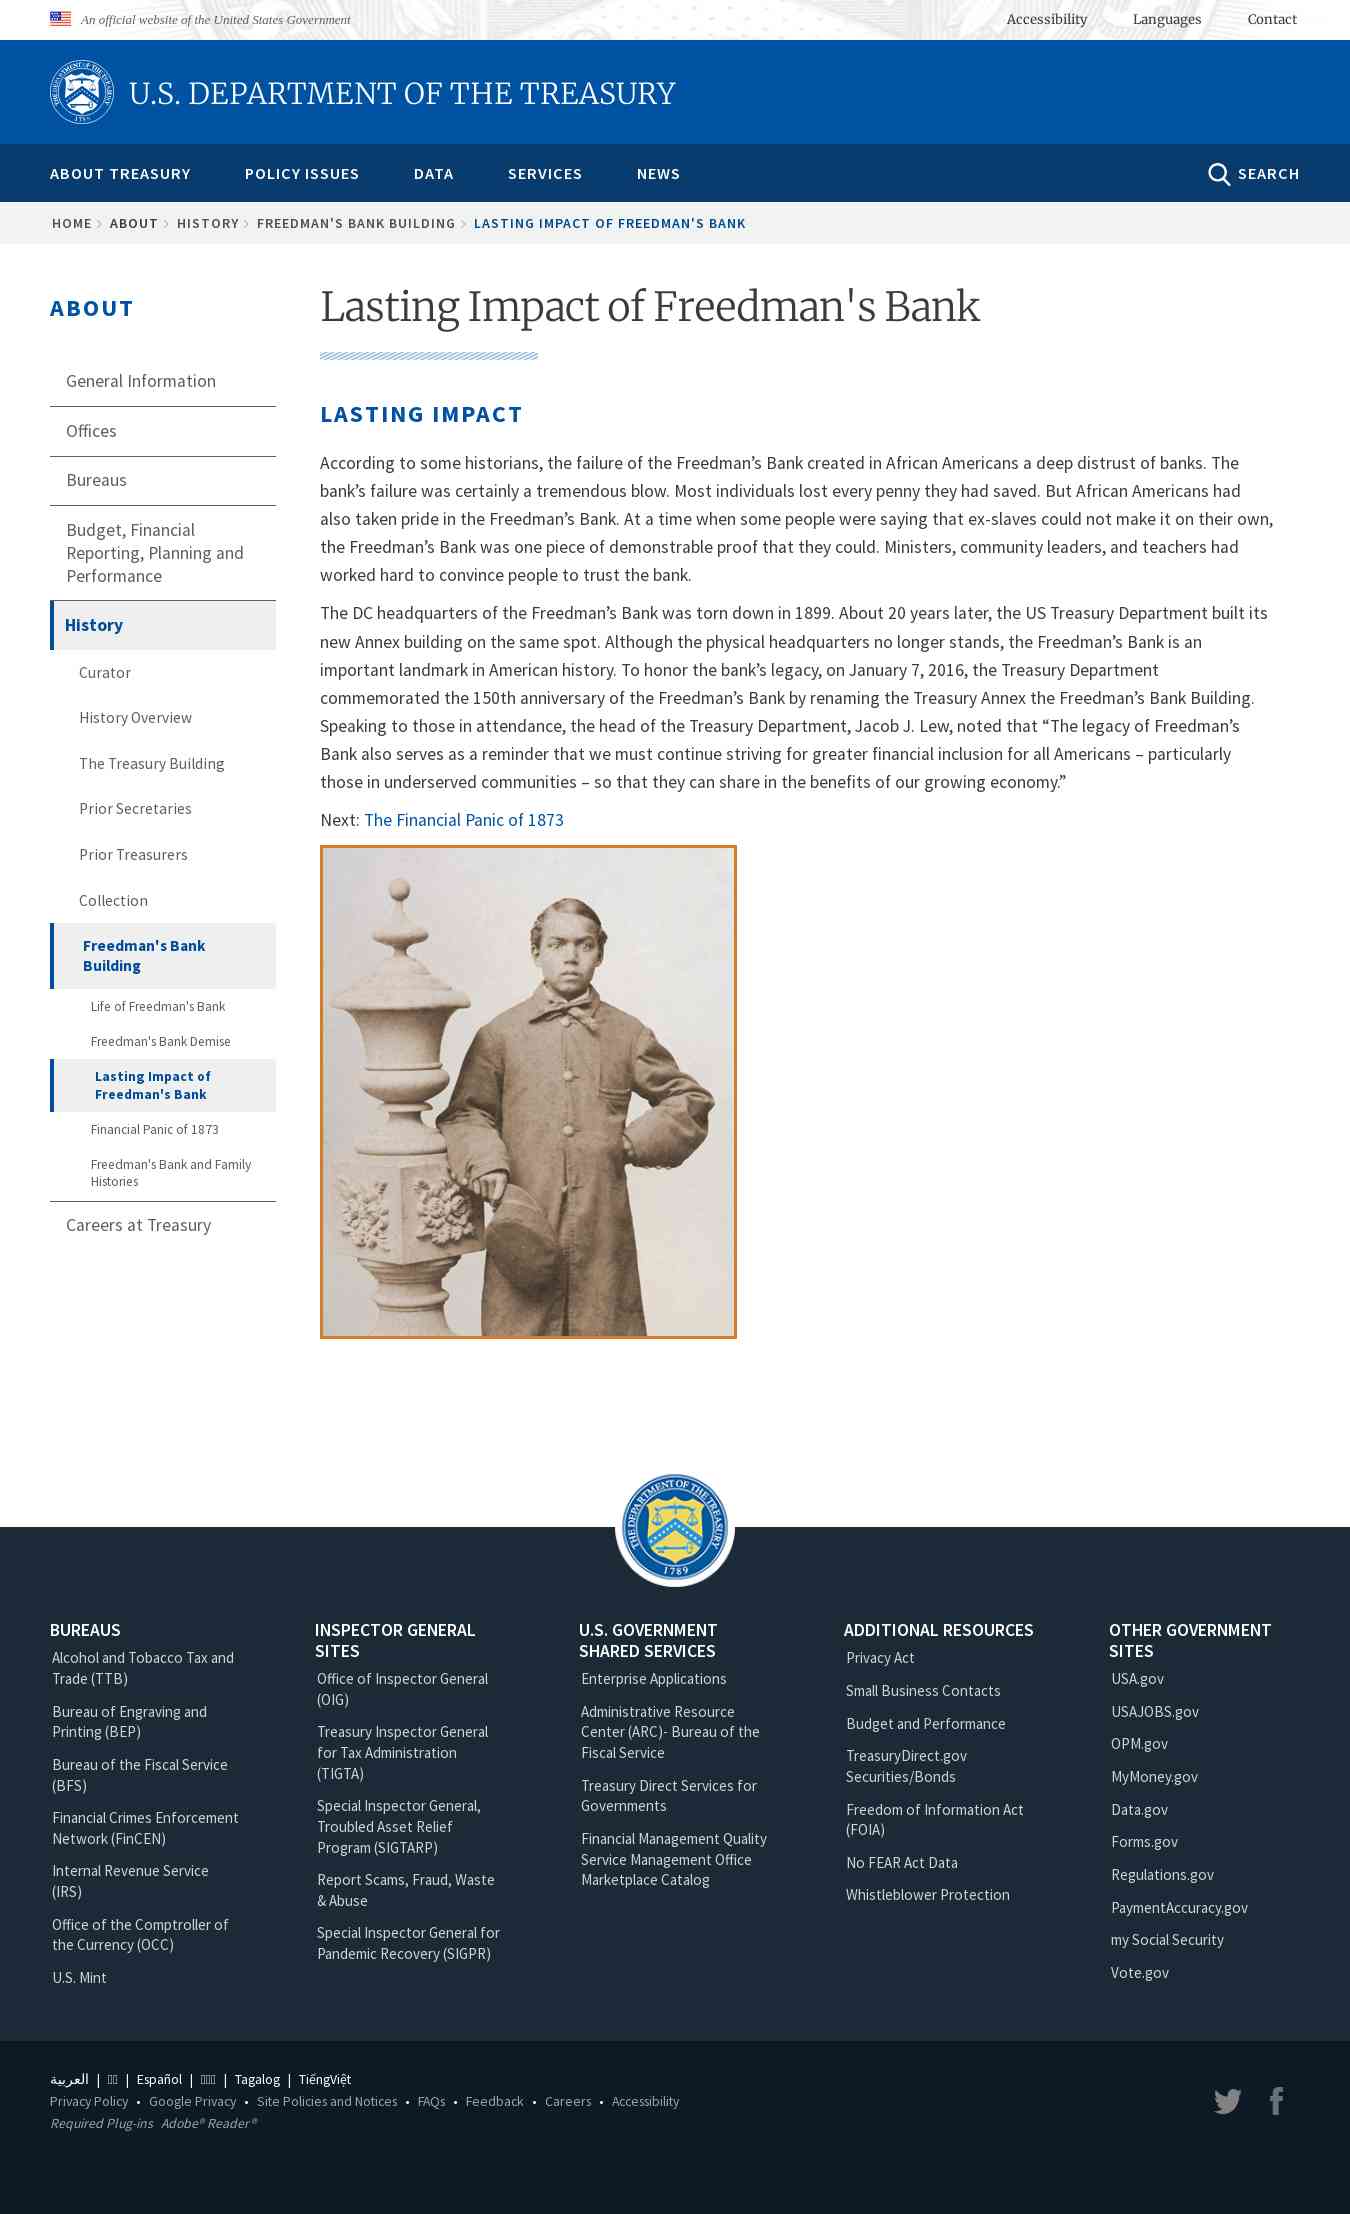 An official website of the United States Government
Accessibility
Languages
Contact
U.S. DEPARTMENT OF THE TREASURY
ABOUT TREASURY
POLICY ISSUES
DATA
SERVICES
NEWS
SEARCH
HOME
ABOUT
HISTORY
FREEDMAN'S BANK BUILDING
LASTING IMPACT OF FREEDMAN'S BANK
ABOUT
General Information
Offices
Bureaus
Budget, Financial
Reporting, Planning and
Performance
History
Curator
History Overview
The Treasury Building
Prior Secretaries
Prior Treasurers
Collection
Freedman's Bank
Building
Life of Freedman's Bank
Freedman's Bank Demise
Lasting Impact of
Freedman's Bank
Financial Panic of 1873
Freedman's Bank and Family
Histories
Careers at Treasury
Lasting Impact of Freedman's Bank
LASTING IMPACT
According to some historians, the failure of the Freedman’s Bank created in African Americans a deep distrust of banks. The
bank’s failure was certainly a tremendous blow. Most individuals lost every penny they had saved. But African Americans had
also taken pride in the Freedman’s Bank. At a time when some people were saying that ex-slaves could not make it on their own,
the Freedman’s Bank was one piece of demonstrable proof that they could. Ministers, community leaders, and teachers had
worked hard to convince people to trust the bank.
The DC headquarters of the Freedman’s Bank was torn down in 1899. About 20 years later, the US Treasury Department built its
new Annex building on the same spot. Although the physical headquarters no longer stands, the Freedman’s Bank is an
important landmark in American history. To honor the bank’s legacy, on January 7, 2016, the Treasury Department
commemorated the 150th anniversary of the Freedman’s Bank by renaming the Treasury Annex the Freedman’s Bank Building.
Speaking to those in attendance, the head of the Treasury Department, Jacob J. Lew, noted that “The legacy of Freedman’s
Bank also serves as a reminder that we must continue striving for greater financial inclusion for all Americans – particularly
those in underserved communities – so that they can share in the benefits of our growing economy.”
Next: The Financial Panic of 1873
THE DEPARTMENT OF THE TREASURY
1789
BUREAUS
Alcohol and Tobacco Tax and
Trade (TTB)
Bureau of Engraving and
Printing (BEP)
Bureau of the Fiscal Service
(BFS)
Financial Crimes Enforcement
Network (FinCEN)
Internal Revenue Service
(IRS)
Office of the Comptroller of
the Currency (OCC)
U.S. Mint
INSPECTOR GENERAL
SITES
Office of Inspector General
(OIG)
Treasury Inspector General
for Tax Administration
(TIGTA)
Special Inspector General,
Troubled Asset Relief
Program (SIGTARP)
Report Scams, Fraud, Waste
& Abuse
Special Inspector General for
Pandemic Recovery (SIGPR)
U.S. GOVERNMENT
SHARED SERVICES
Enterprise Applications
Administrative Resource
Center (ARC)- Bureau of the
Fiscal Service
Treasury Direct Services for
Governments
Financial Management Quality
Service Management Office
Marketplace Catalog
ADDITIONAL RESOURCES
Privacy Act
Small Business Contacts
Budget and Performance
TreasuryDirect.gov
Securities/Bonds
Freedom of Information Act
(FOIA)
No FEAR Act Data
Whistleblower Protection
OTHER GOVERNMENT
SITES
USA.gov
USAJOBS.gov
OPM.gov
MyMoney.gov
Data.gov
Forms.gov
Regulations.gov
PaymentAccuracy.gov
my Social Security
Vote.gov
العربية | | Español | | Tagalog | TiếngViệt
Privacy Policy • Google Privacy • Site Policies and Notices • FAQs • Feedback • Careers • Accessibility
Required Plug-ins Adobe® Reader®